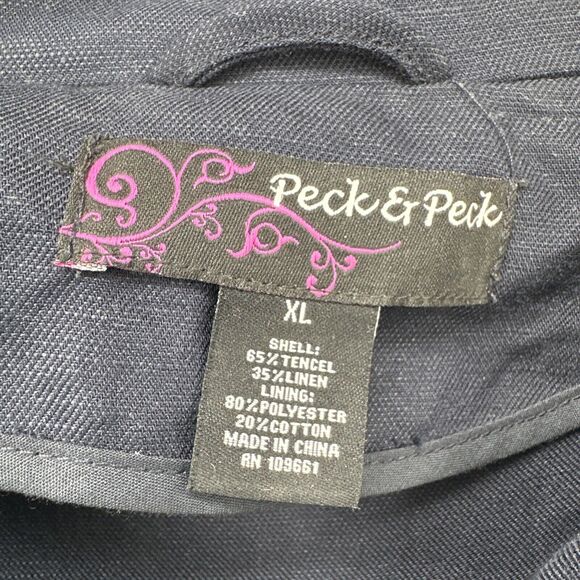 Peck & Peck
XL
SHELL:
65% TENCEL
35% LINEN
LINING:
80% POLYESTER
20% COTTON
MADE IN CHINA
RN 109661